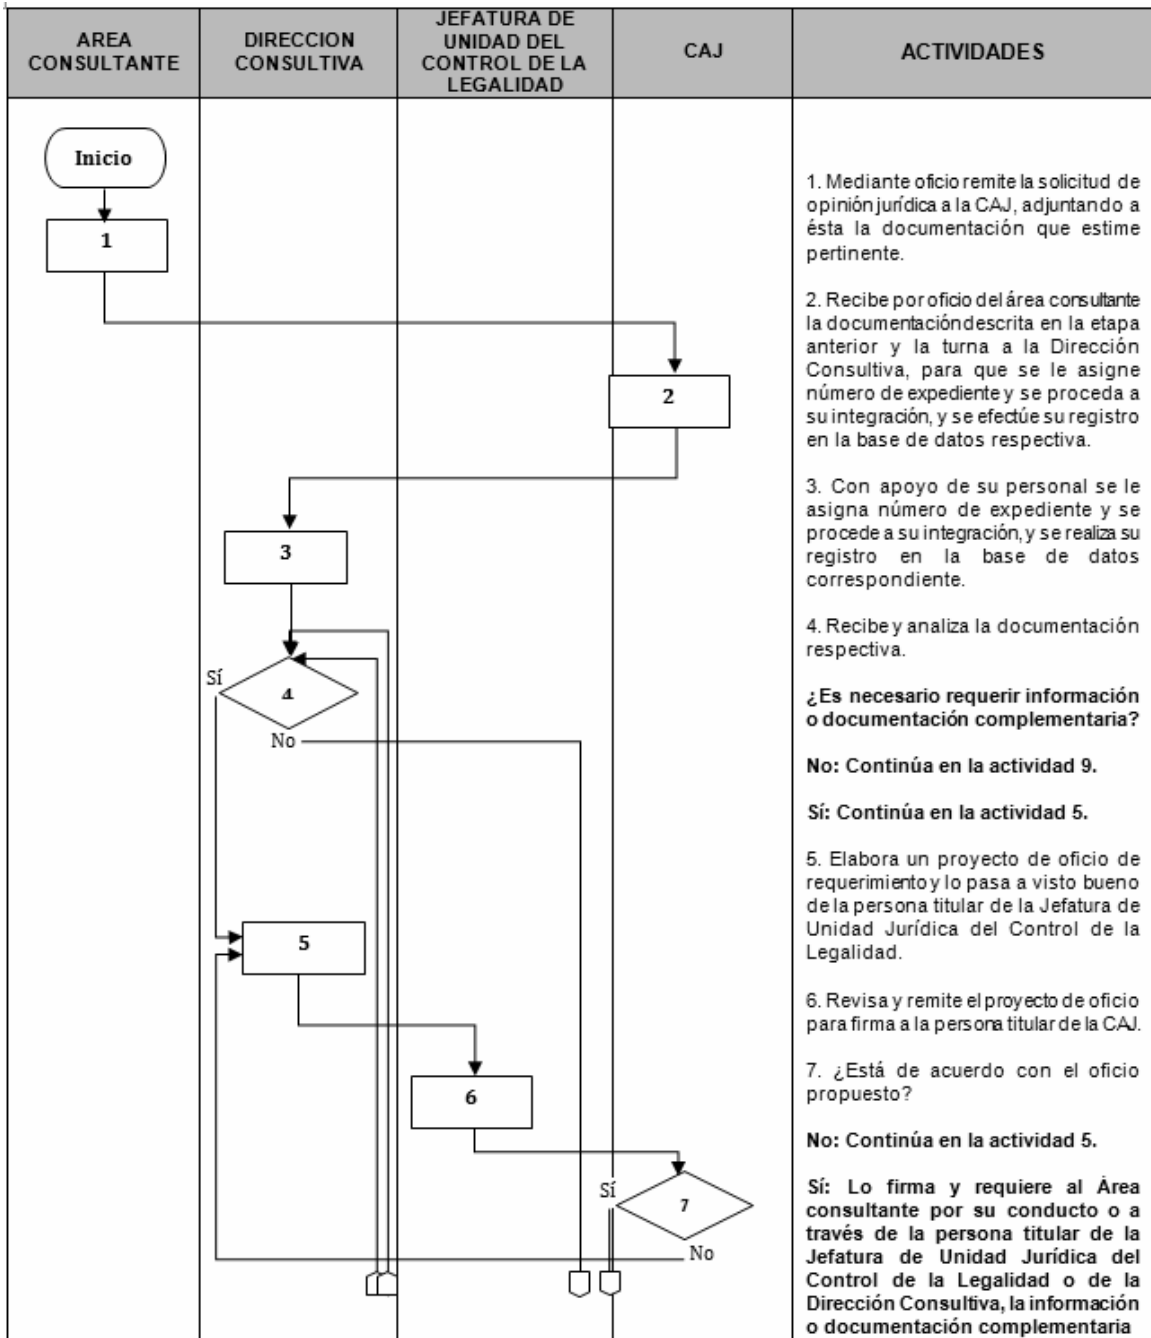 AREA
CONSULTANTE
DIRECCION
CONSULTIVA
JEFATURA DE
UNIDAD DEL
CONTROL DE LA
LEGALIDAD
CAJ
ACTIVIDADES
Inicio
1
2
3
Sí
4
No
5
6
Sí
7
No
1. Mediante oficio remite la solicitud de
opinión jurídica a la CAJ, adjuntando a
ésta la documentación que estime
pertinente.
2. Recibe por oficio del área consultante
la documentación descrita en la etapa
anterior y la turna a la Dirección
Consultiva, para que se le asigne
número de expediente y se proceda a
su integración, y se efectúe su registro
en la base de datos respectiva.
3. Con apoyo de su personal se le
asigna número de expediente y se
procede a su integración, y se realiza su
registro en la base de datos
correspondiente.
4. Recibe y analiza la documentación
respectiva.
¿Es necesario requerir información
o documentación complementaria?
No: Continúa en la actividad 9.
Sí: Continúa en la actividad 5.
5. Elabora un proyecto de oficio de
requerimiento y lo pasa a visto bueno
de la persona titular de la Jefatura de
Unidad Jurídica del Control de la
Legalidad.
6. Revisa y remite el proyecto de oficio
para firma a la persona titular de la CAJ.
7. ¿Está de acuerdo con el oficio
propuesto?
No: Continúa en la actividad 5.
Sí: Lo firma y requiere al Área
consultante por su conducto o a
través de la persona titular de la
Jefatura de Unidad Jurídica del
Control de la Legalidad o de la
Dirección Consultiva, la información
o documentación complementaria